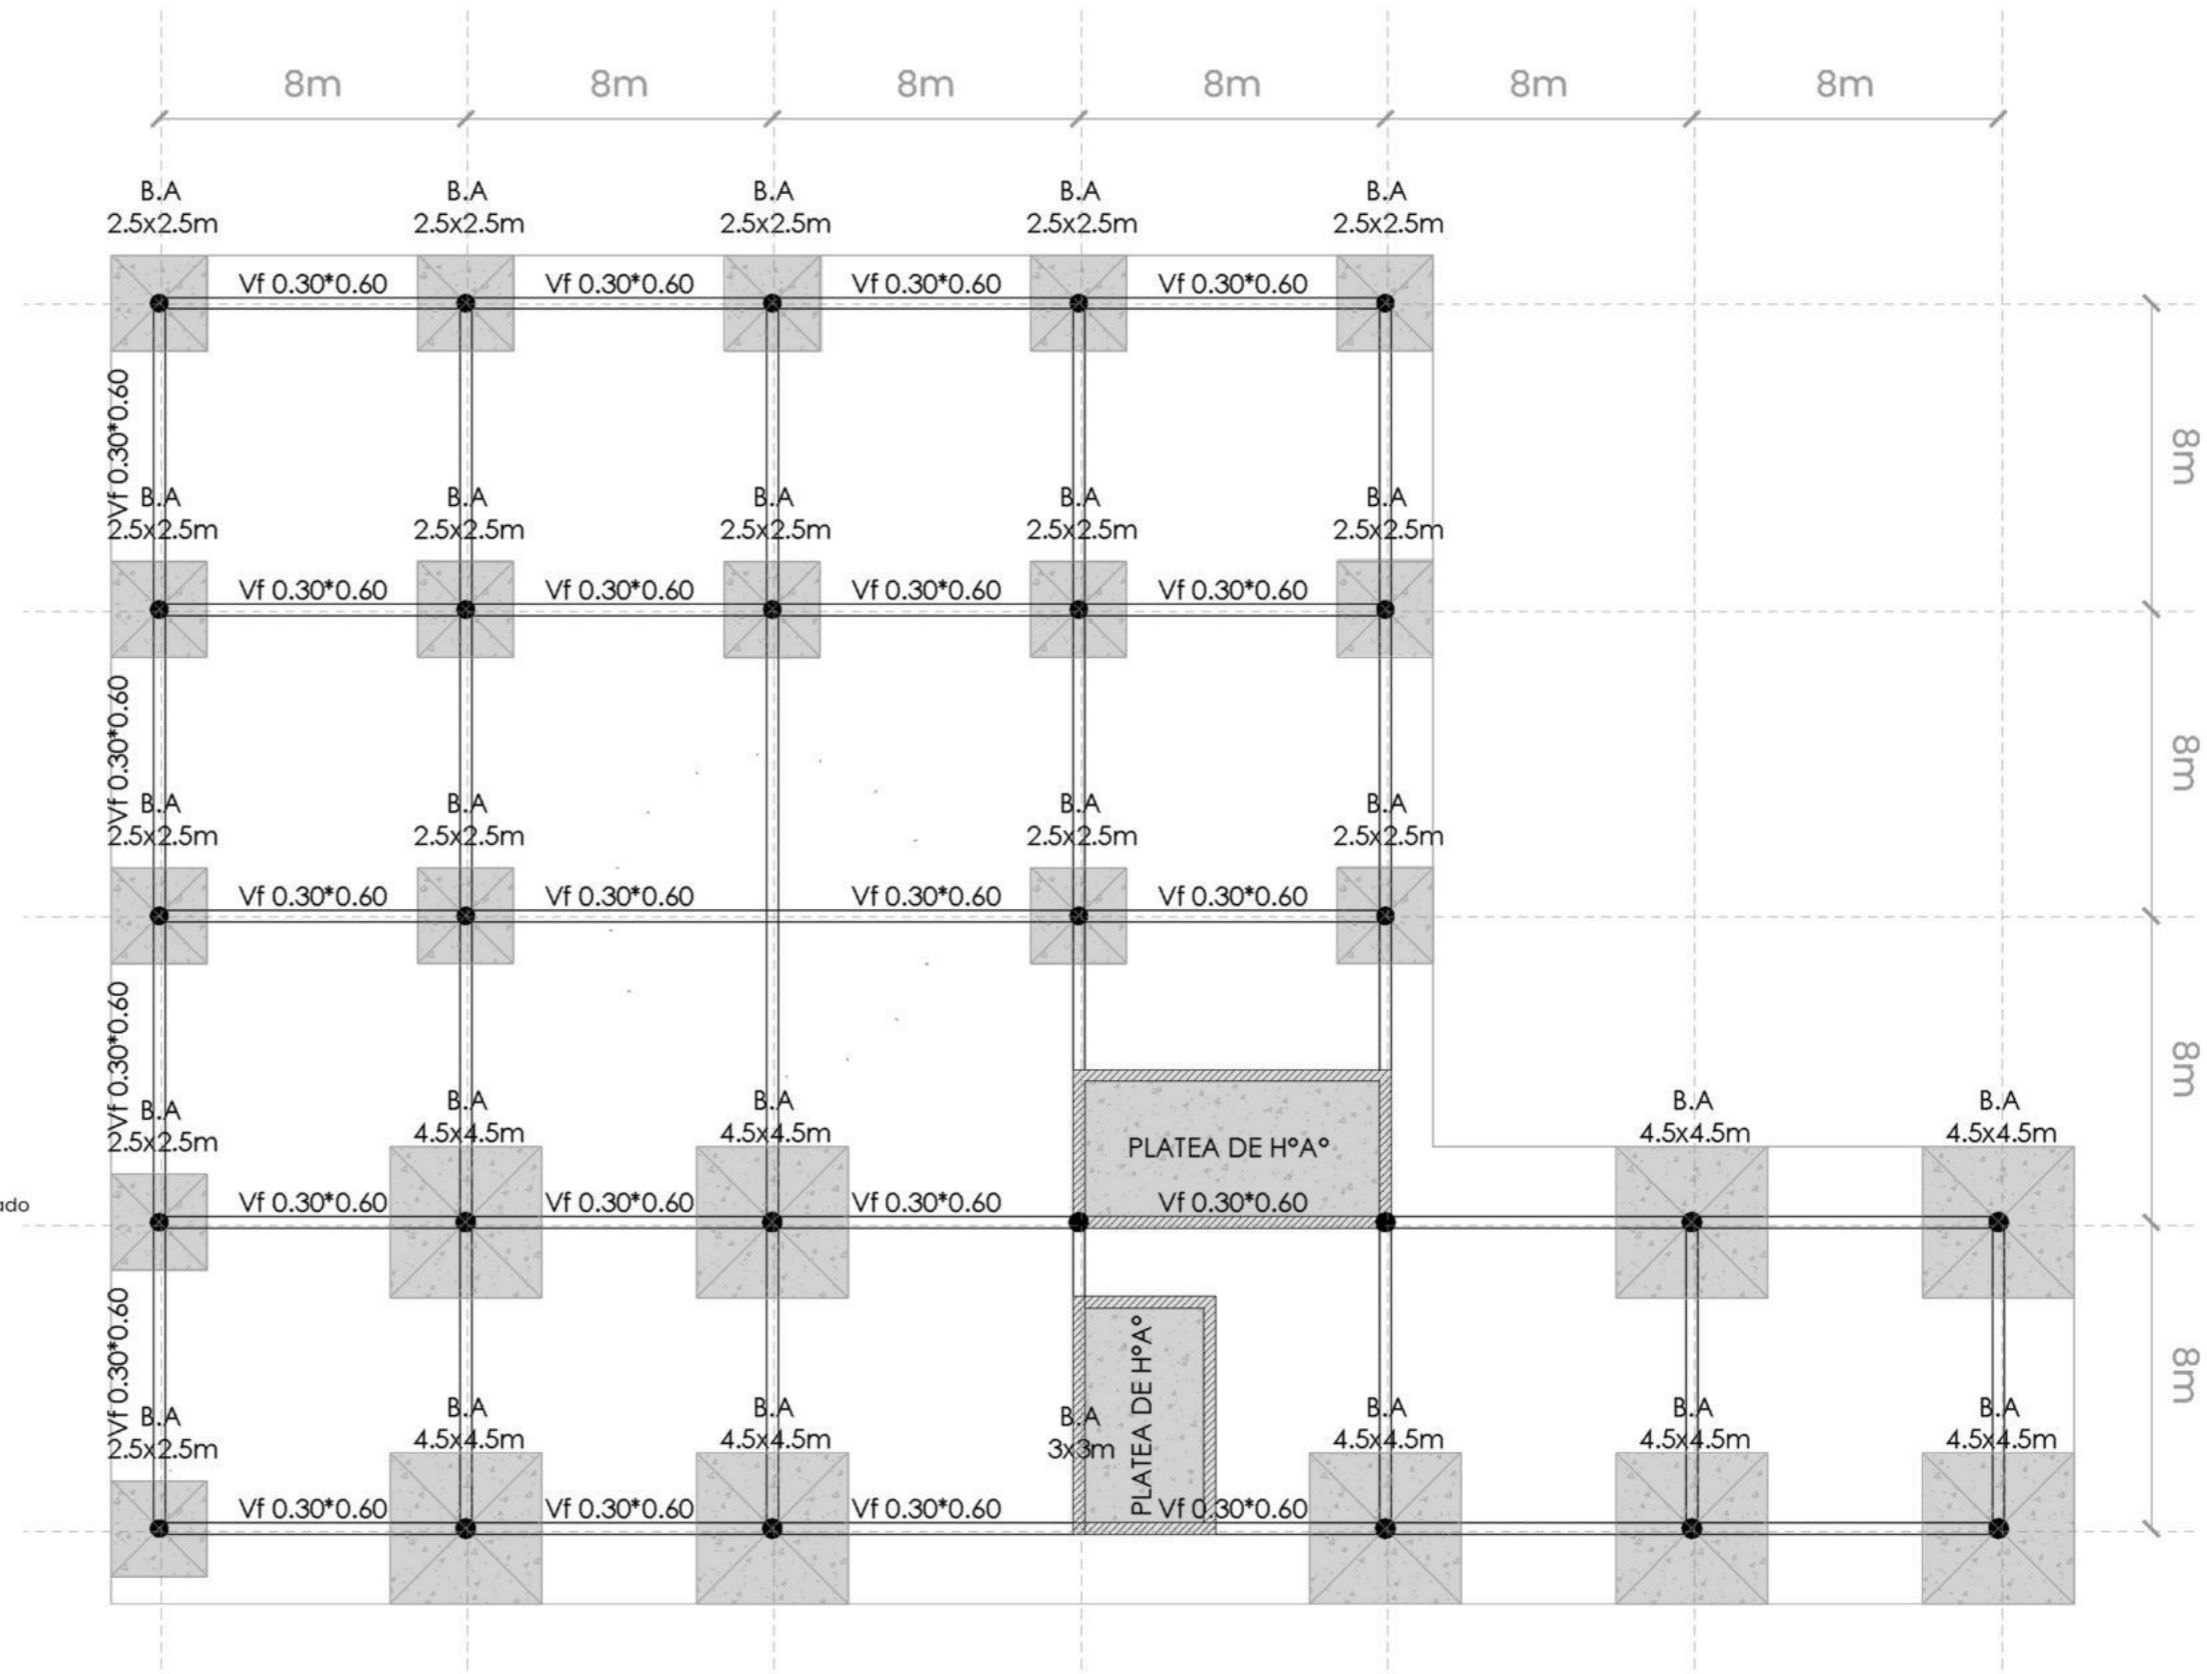 8m 8m 8m 8m 8m 8m
B.A B.A B.A B.A B.A
2.5x2.5m 2.5x2.5m 2.5x2.5m 2.5x2.5m 2.5x2.5m
Vf 0.30*0.60 Vf 0.30*0.60 Vf 0.30*0.60 Vf 0.30*0.60
Vf 0.30*0.60
8m
B.A B.A B.A B.A B.A
2.5x2.5m 2.5x2.5m 2.5x2.5m 2.5x2.5m 2.5x2.5m
Vf 0.30*0.60 Vf 0.30*0.60 Vf 0.30*0.60 Vf 0.30*0.60
Vf 0.30*0.60
8m
B.A B.A B.A B.A
2.5x2.5m 2.5x2.5m 2.5x2.5m 2.5x2.5m
Vf 0.30*0.60 Vf 0.30*0.60 Vf 0.30*0.60 Vf 0.30*0.60
Vf 0.30*0.60
8m
B.A B.A B.A B.A B.A
2.5x2.5m 4.5x4.5m 4.5x4.5m 4.5x4.5m 4.5x4.5m
PLATEA DE HºAº
ado
Vf 0.30*0.60 Vf 0.30*0.60 Vf 0.30*0.60 Vf 0.30*0.60
Vf 0.30*0.60
8m
PLATEA DE HºAº
B.A B.A B.A B.A B.A B.A B.A
2.5x2.5m 4.5x4.5m 4.5x4.5m 3x3m 4.5x4.5m 4.5x4.5m 4.5x4.5m
Vf 0.30*0.60 Vf 0.30*0.60 Vf 0.30*0.60 Vf 0.30*0.60